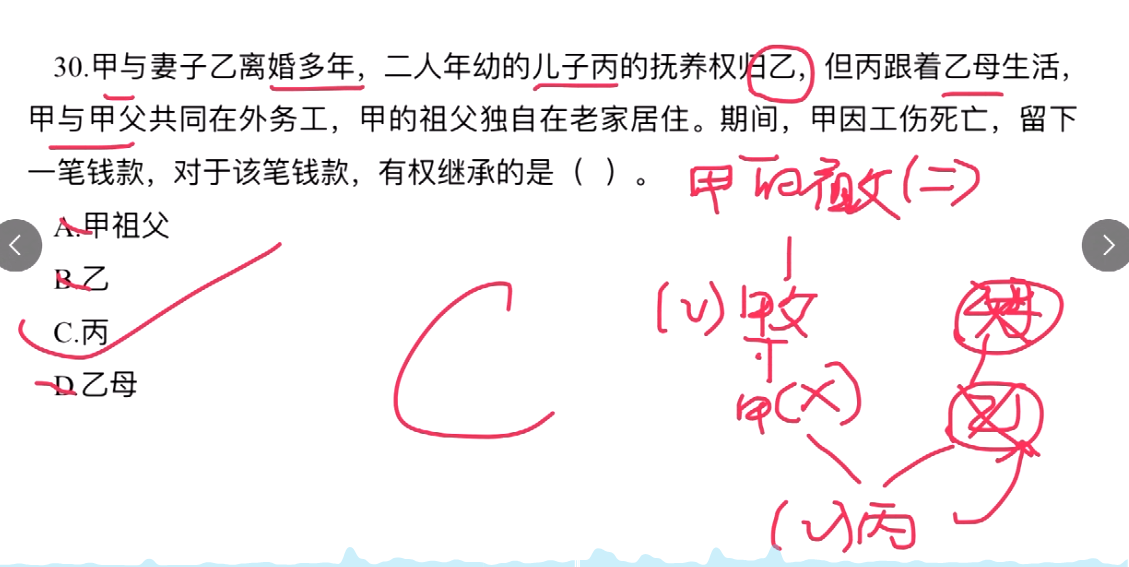 30.甲与妻子乙离婚多年，二人年幼的儿子丙的抚养权归乙，但丙跟着乙母生活，
甲与甲父共同在外务工，甲的祖父独自在老家居住。期间，甲因工伤死亡，留下
一笔钱款，对于该笔钱款，有权继承的是（ ）。
甲的祖父(二)
A.甲祖父
B.乙
C.丙
D.乙母
C
(√)甲父
甲(×)
乙
(√)丙